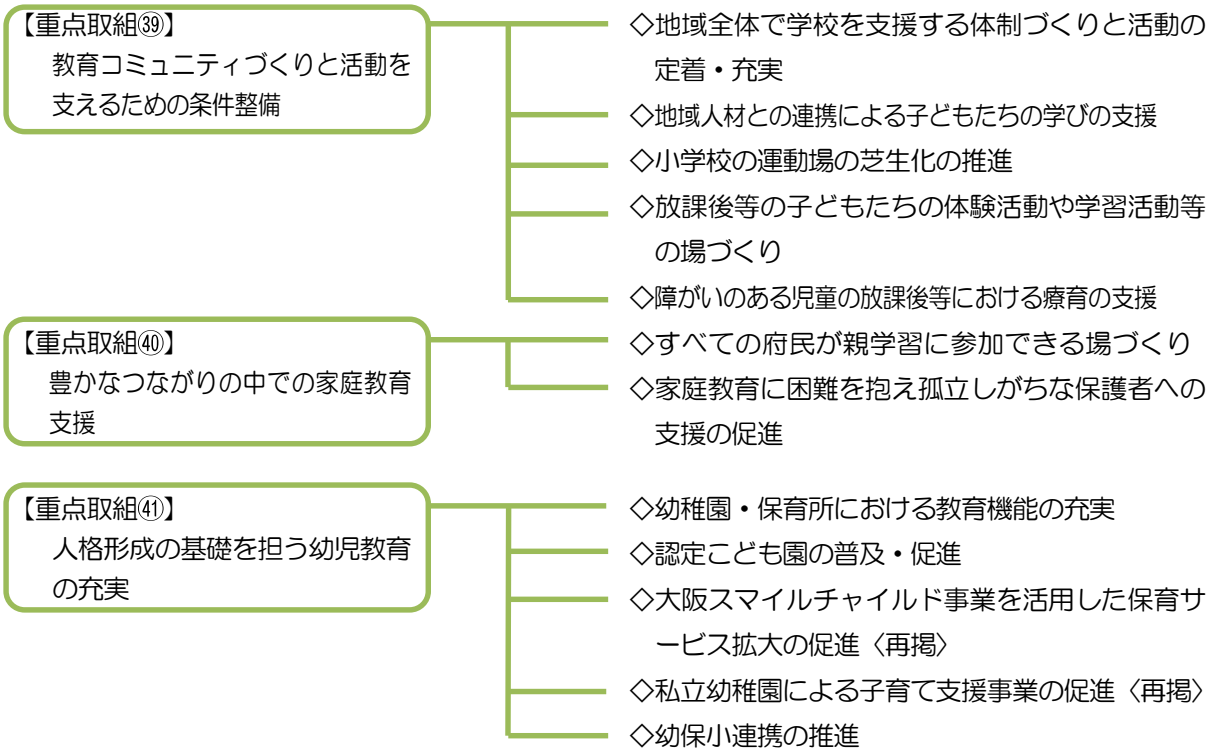 【重点取組㊴】
教育コミュニティづくりと活動を
支えるための条件整備
◇地域全体で学校を支援する体制づくりと活動の
定着・充実
◇地域人材との連携による子どもたちの学びの支援
◇小学校の運動場の芝生化の推進
◇放課後等の子どもたちの体験活動や学習活動等
の場づくり
◇障がいのある児童の放課後等における療育の支援
【重点取組㊵】
豊かなつながりの中での家庭教育
支援
◇すべての府民が親学習に参加できる場づくり
◇家庭教育に困難を抱え孤立しがちな保護者への
支援の促進
【重点取組㊶】
人格形成の基礎を担う幼児教育
の充実
◇幼稚園・保育所における教育機能の充実
◇認定こども園の普及・促進
◇大阪スマイルチャイルド事業を活用した保育サ
ービス拡大の促進〈再掲〉
◇私立幼稚園による子育て支援事業の促進〈再掲〉
◇幼保小連携の推進